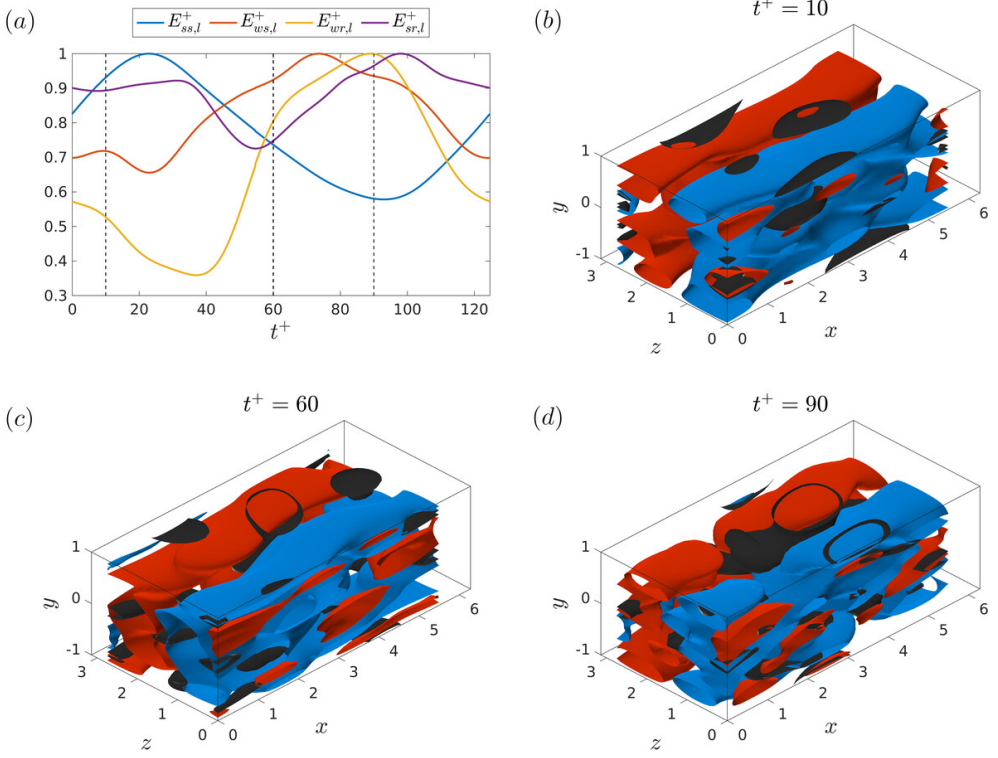 (a)
E⁺ss,l E⁺ws,l E⁺wr,l E⁺sr,l
1
0.9
0.8
0.7
0.6
0.5
0.4
0.3
0 20 40 60 80 100 120
t⁺
(b)
t⁺ = 10
1
0
-1
y
3
2
1
0
z
0
1
2
3
4
5
6
x
(c)
t⁺ = 60
1
0
-1
y
3
2
1
0
z
0
1
2
3
4
5
6
x
(d)
t⁺ = 90
1
0
-1
y
3
2
1
0
z
0
1
2
3
4
5
6
x